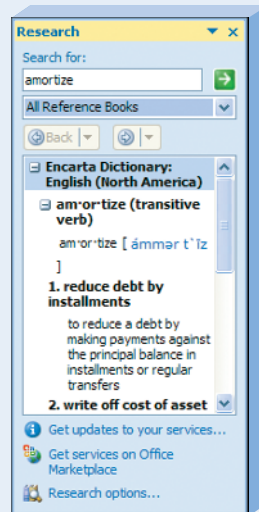 Research
Search for:
amortize
All Reference Books
Back
Encarta Dictionary:
English (North America)
am·or·tize (transitive
verb)
am·or·tize [ ámmər t`īz
]
1. reduce debt by
installments
to reduce a debt by
making payments against
the principal balance in
installments or regular
transfers
2. write off cost of asset
Get updates to your services...
Get services on Office
Marketplace
Research options...